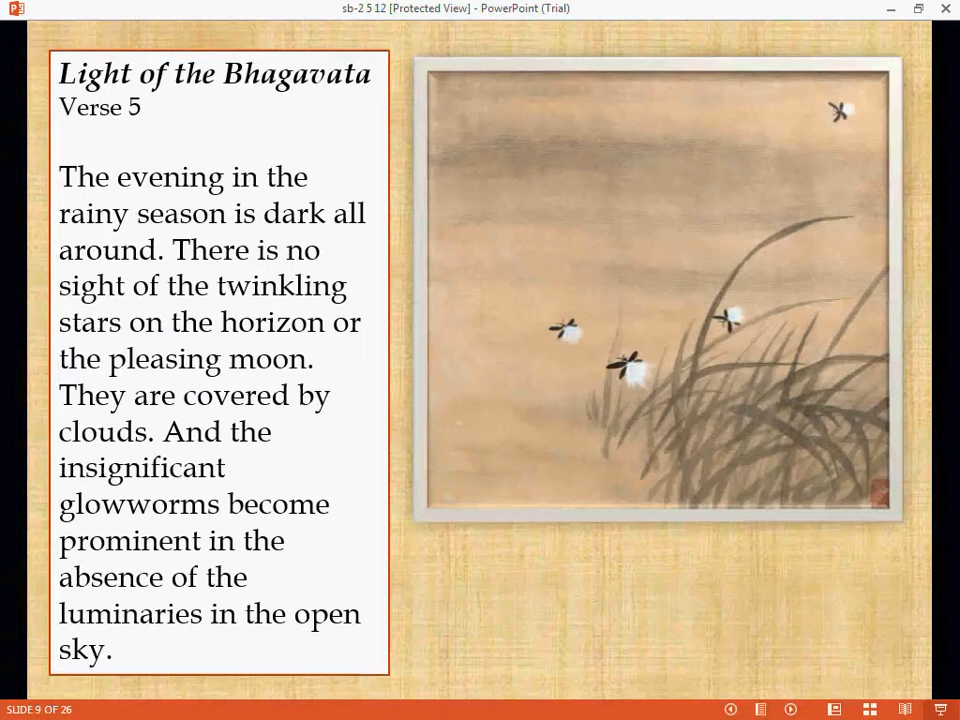 sb-2 5 12 [Protected View] - PowerPoint (Trial)
Light of the Bhagavata
Verse 5
The evening in the
rainy season is dark all
around. There is no
sight of the twinkling
stars on the horizon or
the pleasing moon.
They are covered by
clouds. And the
insignificant
glowworms become
prominent in the
absence of the
luminaries in the open
sky.
SLIDE 9 OF 26